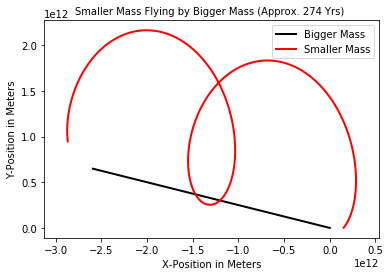 Smaller Mass Flying by Bigger Mass (Approx. 274 Yrs)
1e12
Bigger Mass
Smaller Mass
2.0
1.5
1.0
0.5
0.0
Y-Position in Meters
−3.0 −2.5 −2.0 −1.5 −1.0 −0.5 0.0 0.5
1e12
X-Position in Meters